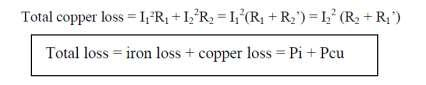 Total copper loss = I₁²R₁ + I₂²R₂ = I₁²(R₁ + R₂') = I₂² (R₂ + R₁')
Total loss = iron loss + copper loss = Pi + Pcu